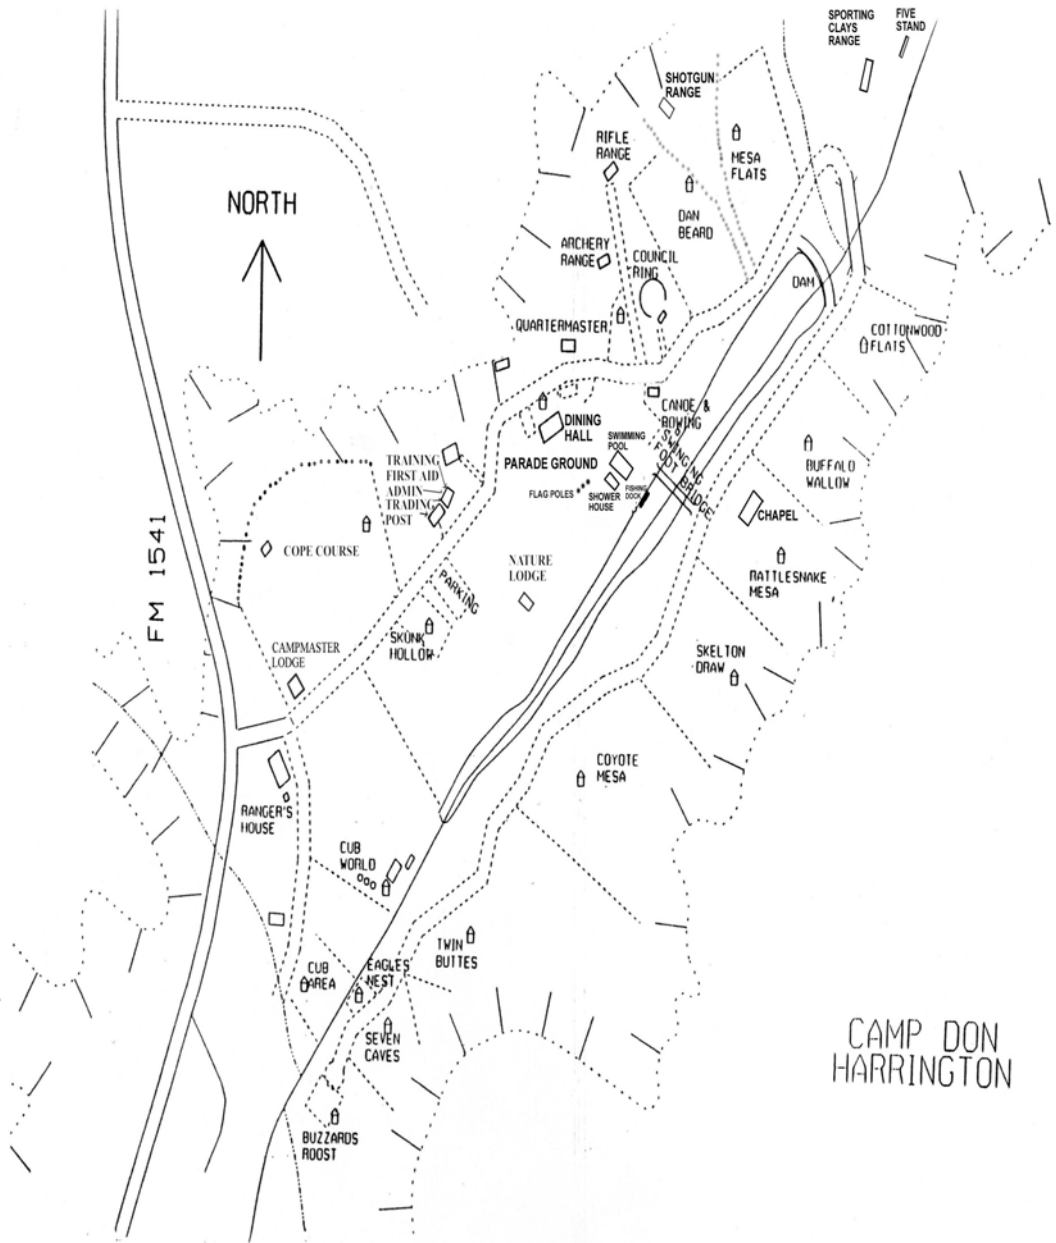 SPORTING
CLAYS
RANGE
FIVE
STAND
SHOTGUN
RANGE
RIFLE
RANGE
MESA
FLATS
NORTH
DAN
BEARD
ARCHERY
RANGE
COUNCIL
RING
DAM
QUARTERMASTER
COTTONWOOD
FLATS
CANOE &
ROWING
DINING
HALL
SWIMMING
POOL
SWINGING
FOOT BRIDGE
PARADE GROUND
TRAINING
FIRST AID
ADMIN
TRADING
POST
BUFFALO
WALLOW
FLAG POLES
SHOWER
HOUSE
FISHING
DOCK
CHAPEL
FM 1541
COPE COURSE
NATURE
LODGE
PARKING
RATTLESNAKE
MESA
SKUNK
HOLLOW
CAMPMASTER
LODGE
SKELTON
DRAW
COYOTE
MESA
RANGER'S
HOUSE
CUB
WORLD
TWIN
BUTTES
CUB
AREA
EAGLES
NEST
SEVEN
CAVES
CAMP DON
HARRINGTON
BUZZARDS
ROOST